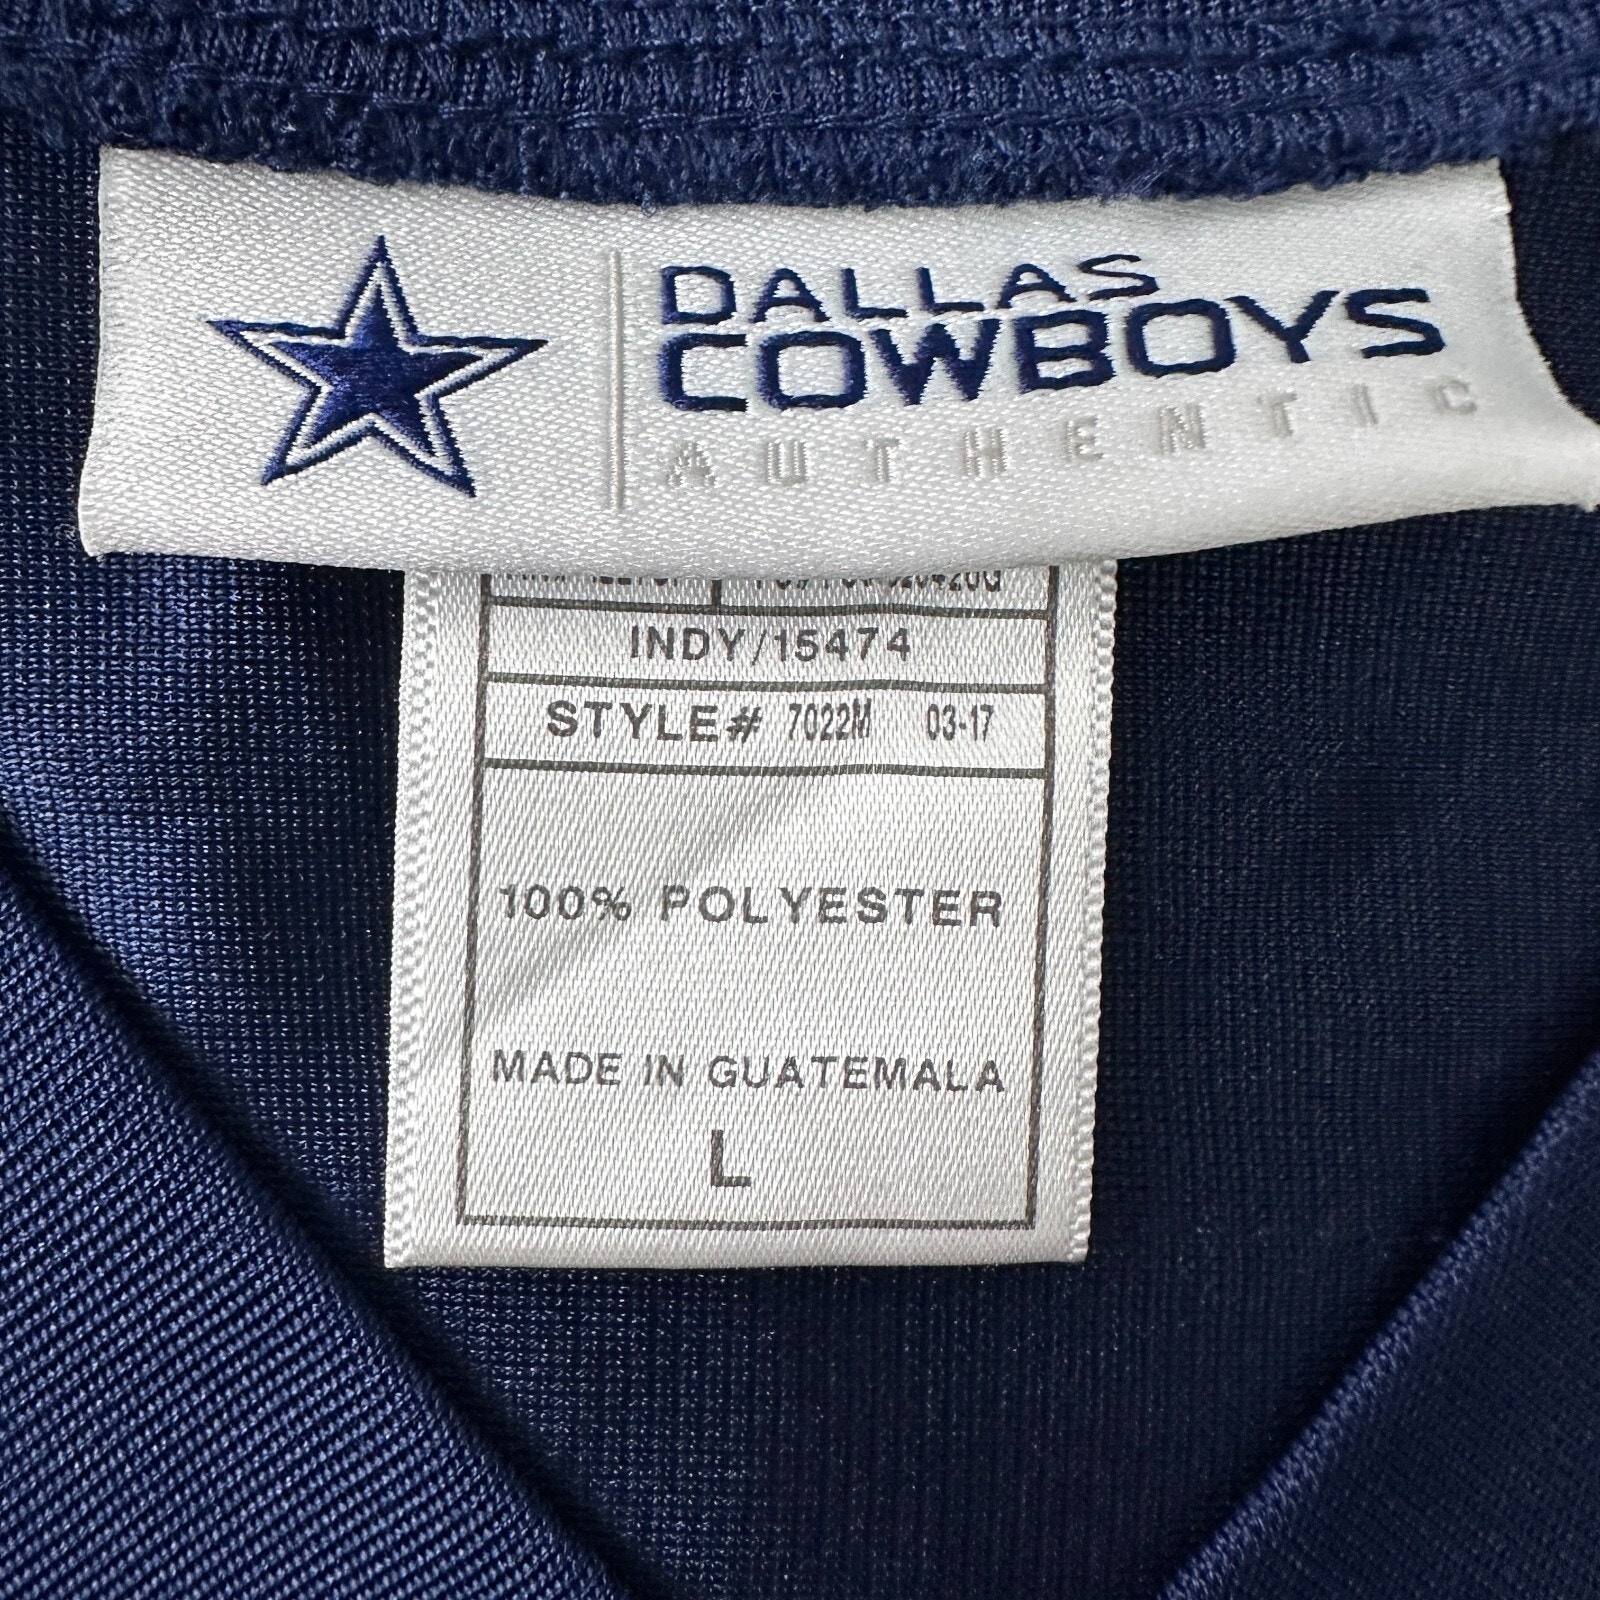 DALLAS
COWBOYS
AUTHENTIC
INDY/15474
STYLE# 7022M 03-17
100% POLYESTER
MADE IN GUATEMALA
L